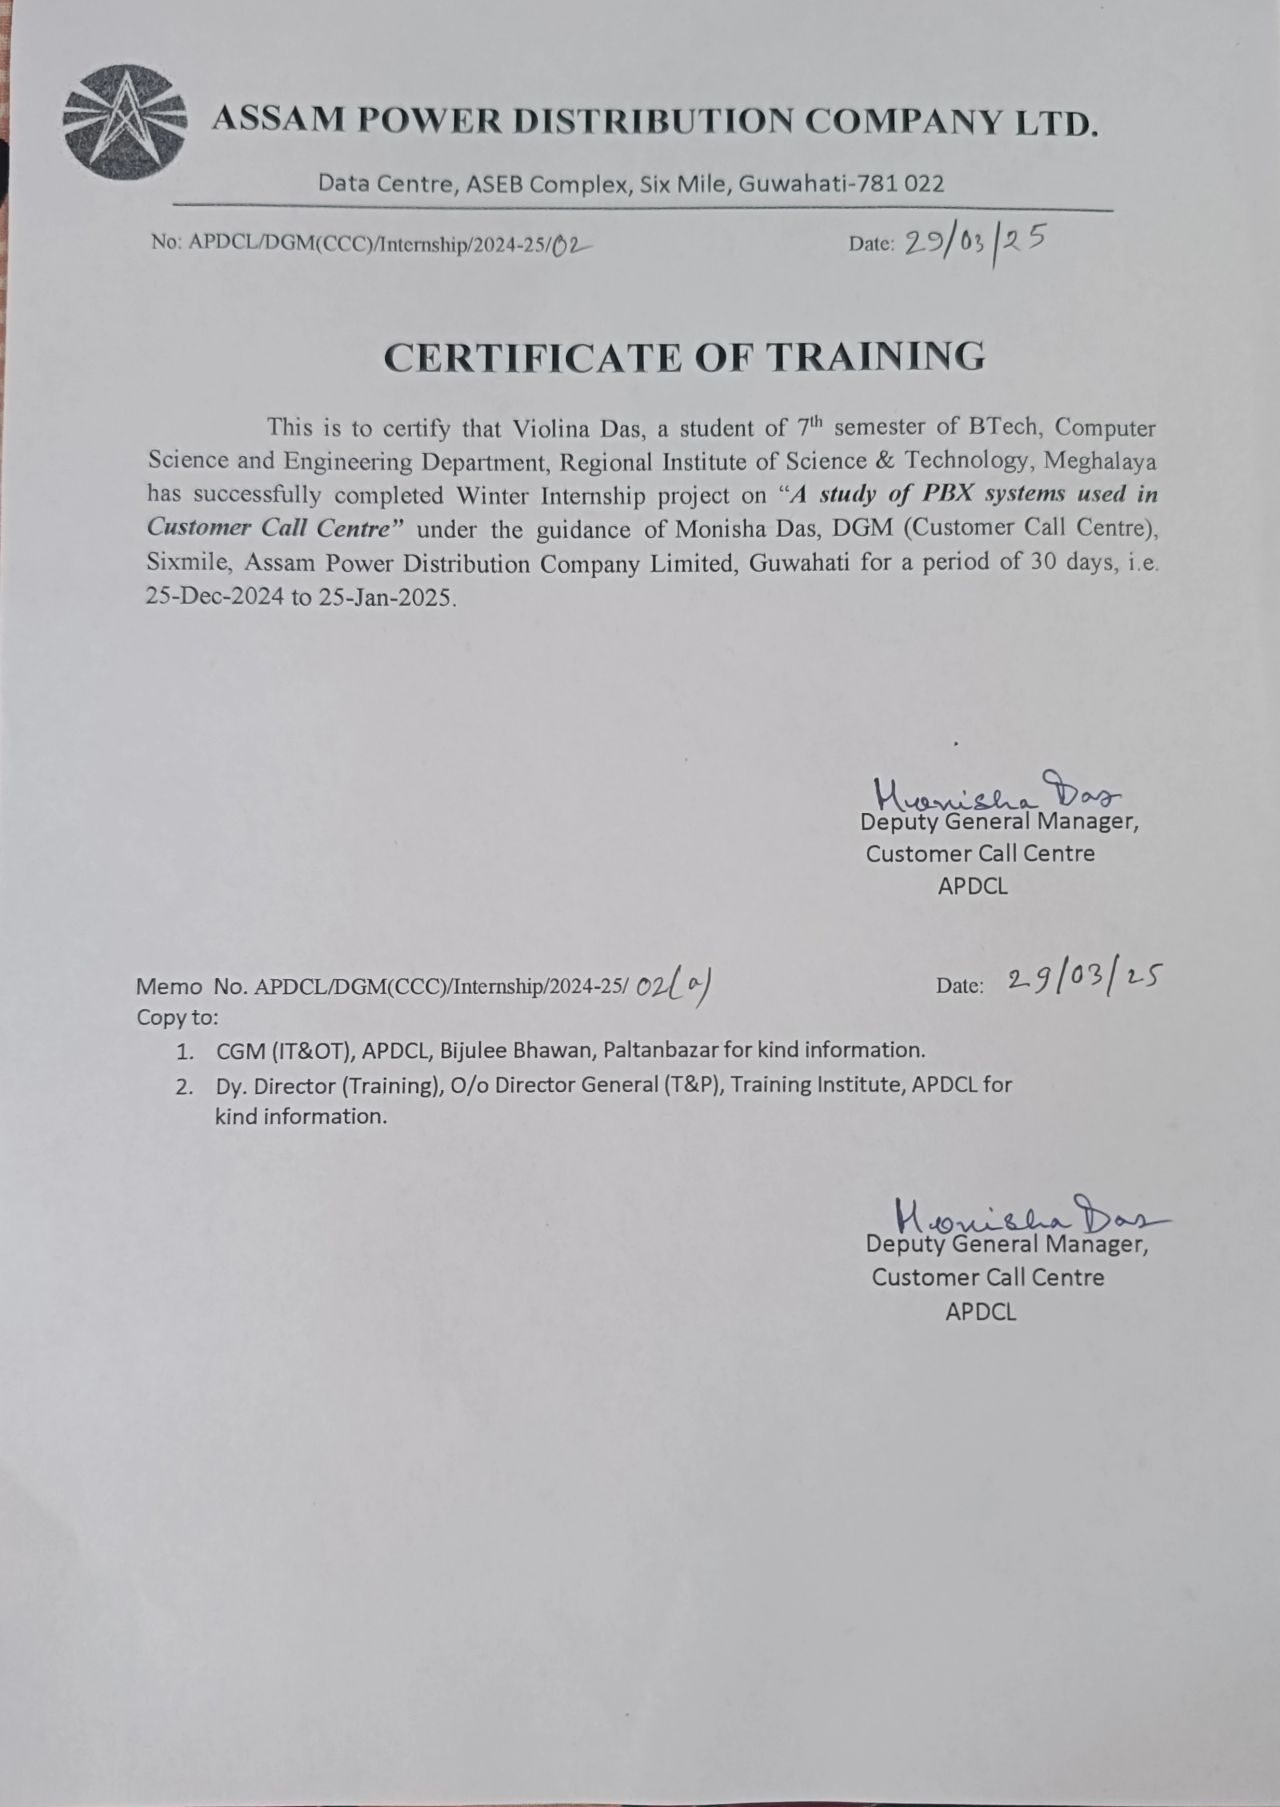 ASSAM POWER DISTRIBUTION COMPANY LTD.
Data Centre, ASEB Complex, Six Mile, Guwahati-781 022
No: APDCL/DGM(CCC)/Internship/2024-25/02
Date: 29/03/25
CERTIFICATE OF TRAINING
This is to certify that Violina Das, a student of 7th semester of BTech, Computer
Science and Engineering Department, Regional Institute of Science & Technology, Meghalaya
has successfully completed Winter Internship project on “A study of PBX systems used in
Customer Call Centre” under the guidance of Monisha Das, DGM (Customer Call Centre),
Sixmile, Assam Power Distribution Company Limited, Guwahati for a period of 30 days, i.e.
25-Dec-2024 to 25-Jan-2025.
Monisha Das
Deputy General Manager,
Customer Call Centre
APDCL
Memo No. APDCL/DGM(CCC)/Internship/2024-25/ 02(a)
Date: 29/03/25
Copy to:
1. CGM (IT&OT), APDCL, Bijulee Bhawan, Paltanbazar for kind information.
2. Dy. Director (Training), O/o Director General (T&P), Training Institute, APDCL for
kind information.
Monisha Das
Deputy General Manager,
Customer Call Centre
APDCL